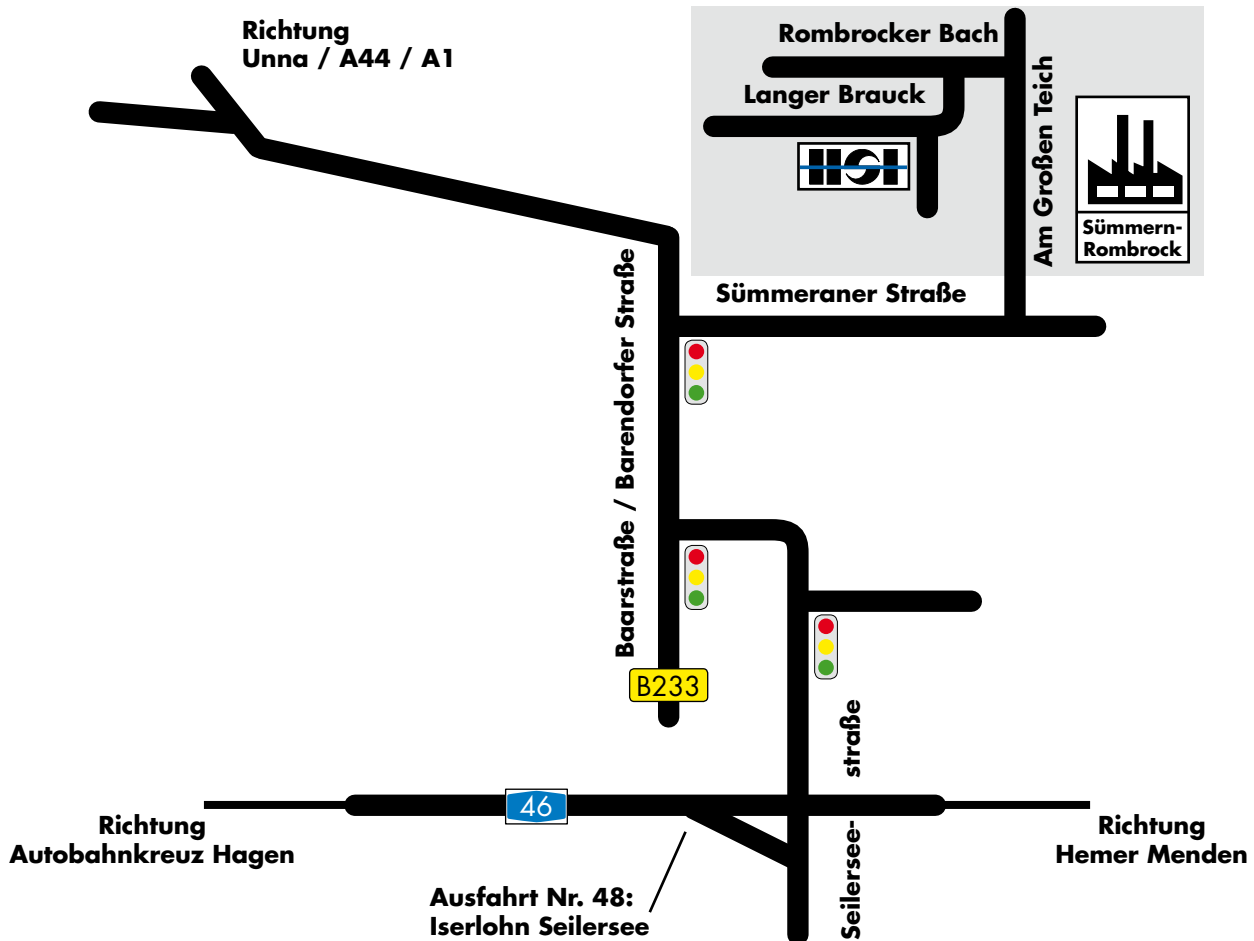 Richtung
Unna / A44 / A1
Rombrocker Bach
Langer Brauck
HSI
Am Großen Teich
Sümmern-
Rombrock
Sümmeraner Straße
Baarstraße / Barendorfer Straße
B233
Seilersee- straße
46
Richtung
Autobahnkreuz Hagen
Richtung
Hemer Menden
Ausfahrt Nr. 48:
Iserlohn Seilersee